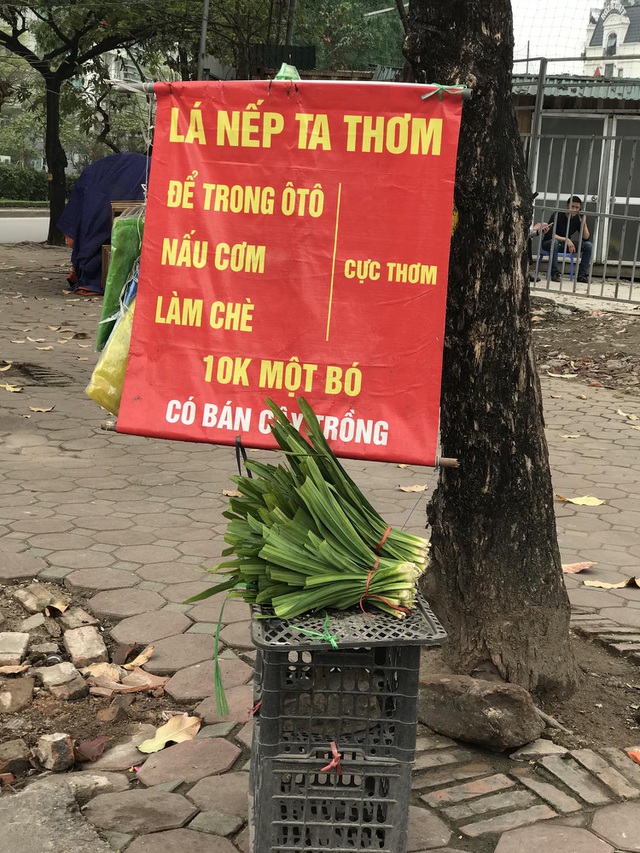 LÁ NẾP TA THƠM
ĐỂ TRONG ÔTÔ
NẤU CƠM
LÀM CHÈ
CỰC THƠM
10K MỘT BÓ
CÓ BÁN CÂY TRỒNG